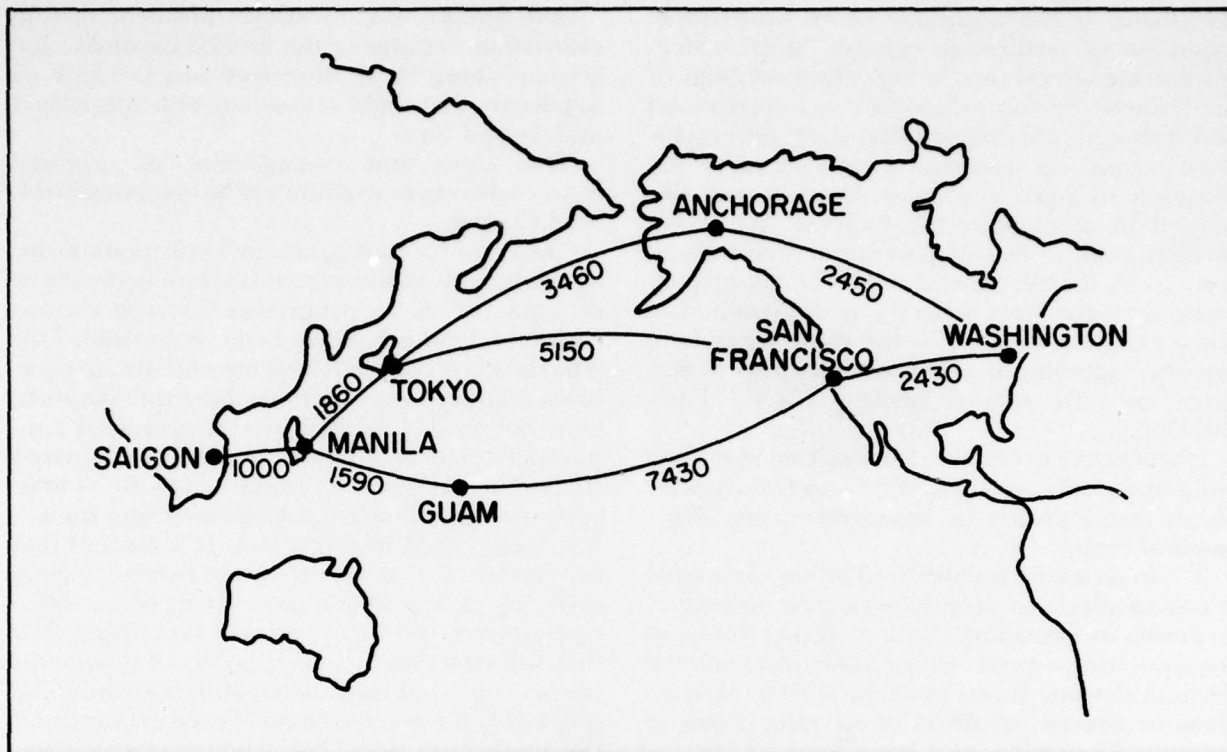 ANCHORAGE
3460
2450
SAN
FRANCISCO
WASHINGTON
5150
2430
TOKYO
1860
MANILA
SAIGON
1000
1590
7430
GUAM